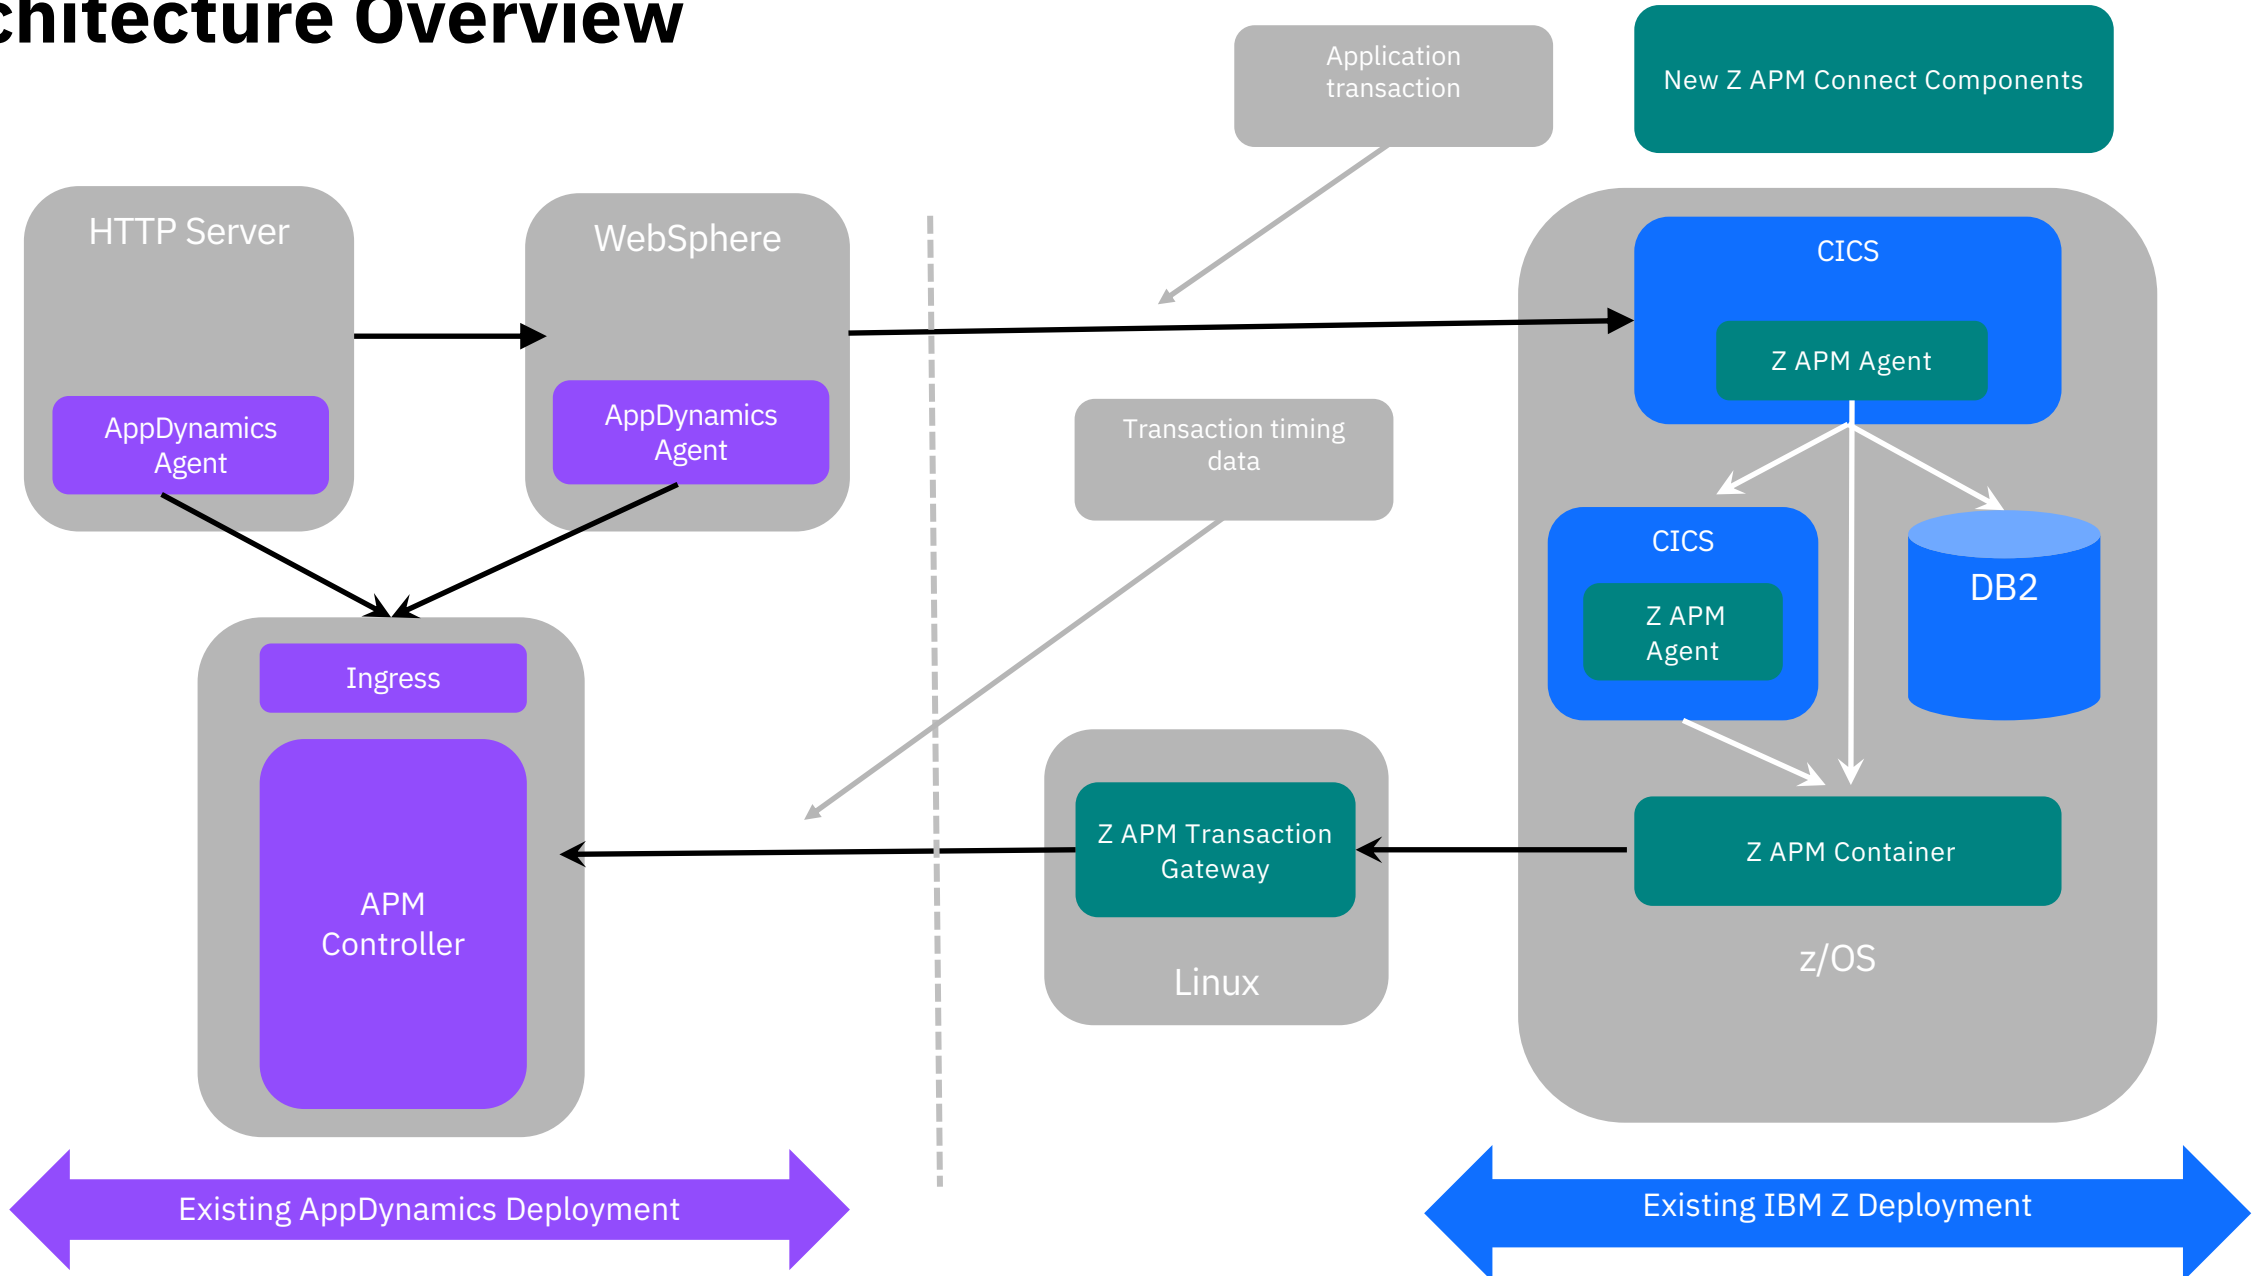 chitecture Overview
Application
transaction
New Z APM Connect Components
HTTP Server
WebSphere
CICS
Z APM Agent
AppDynamics
Agent
AppDynamics
Agent
Transaction timing
data
CICS
Z APM
Agent
DB2
Ingress
APM
Controller
Z APM Transaction
Gateway
Linux
Z APM Container
z/OS
Existing AppDynamics Deployment
Existing IBM Z Deployment